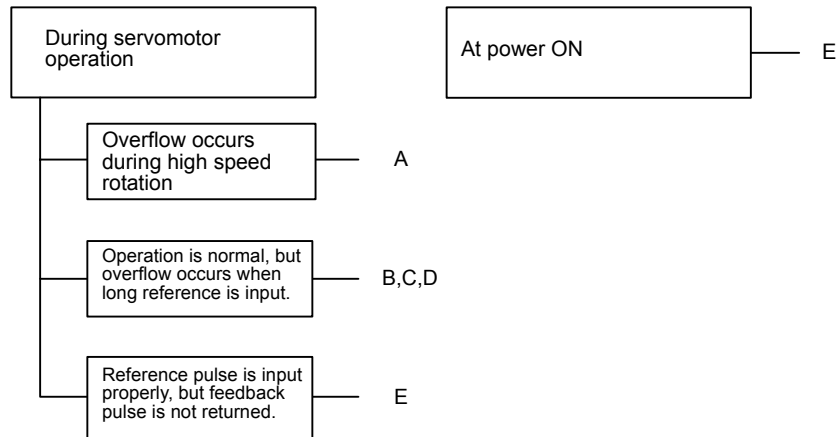 During servomotor
operation
At power ON
E
Overflow occurs
during high speed
rotation
A
Operation is normal, but
overflow occurs when
long reference is input.
B,C,D
Reference pulse is input
properly, but feedback
pulse is not returned.
E